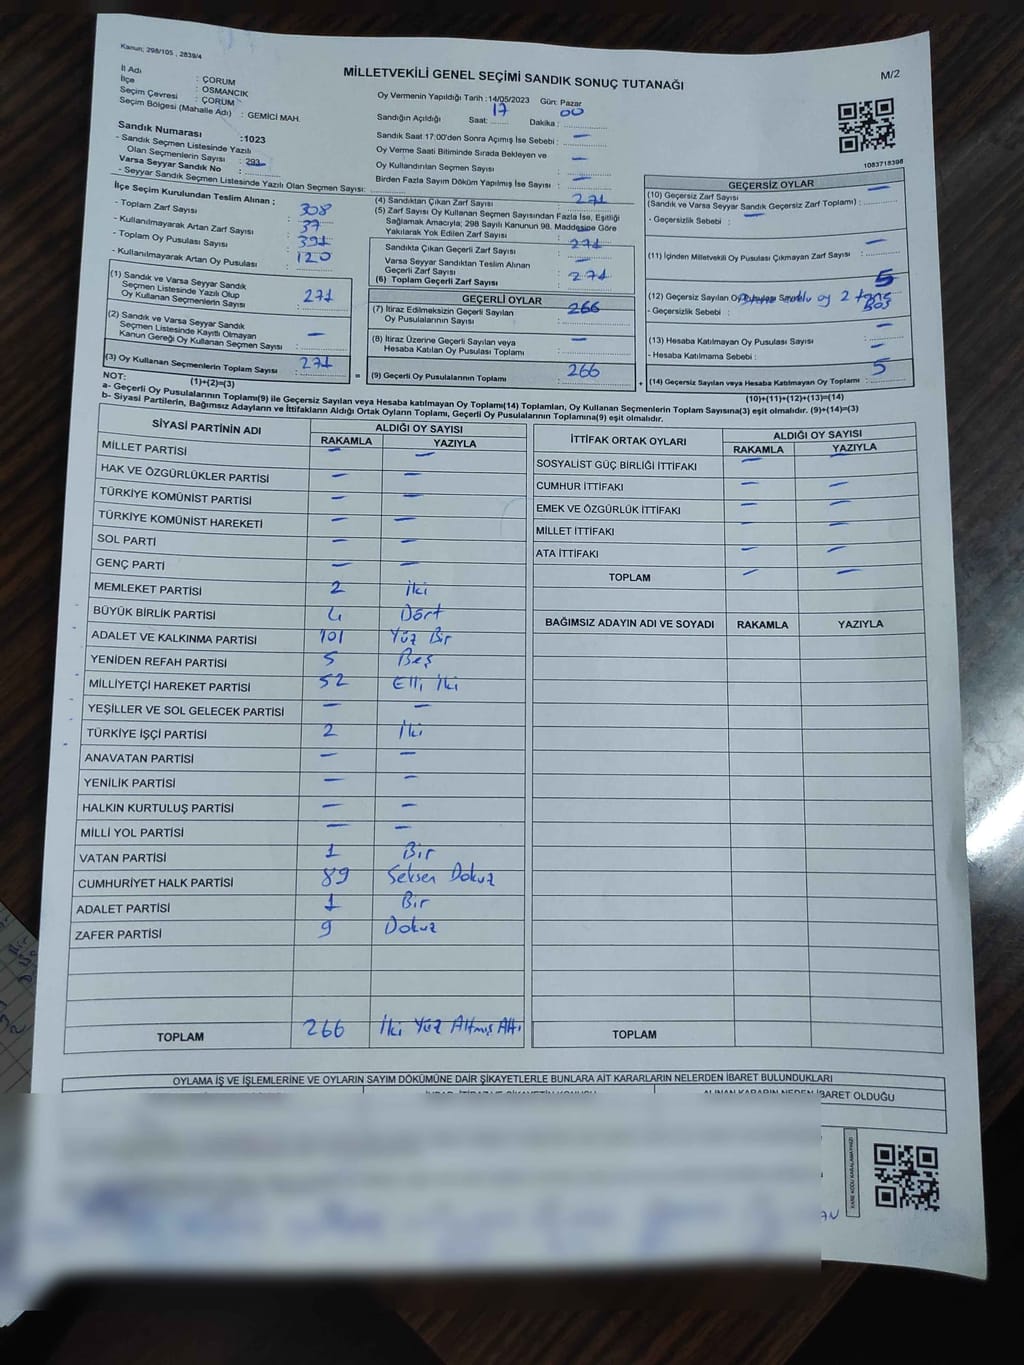 Kanun; 298/105 , 2839/4
MİLLETVEKİLİ GENEL SEÇİMİ SANDIK SONUÇ TUTANAĞI
M/2
İl Adı : ÇORUM
İlçe : OSMANCIK
Seçim Çevresi : ÇORUM
Seçim Bölgesi (Mahalle Adı) : GEMİCİ MAH.
Sandık Numarası :1023
- Sandık Seçmen Listesinde Yazılı
Olan Seçmenlerin Sayısı : 293
Varsa Seyyar Sandık No :
- Seyyar Sandık Seçmen Listesinde Yazılı Olan Seçmen Sayısı:
Oy Vermenin Yapıldığı Tarih :14/05/2023 Gün: Pazar
Sandığın Açıldığı Saat: 17 Dakika : 00
Sandık Saat 17:00'den Sonra Açımış İse Sebebi : —
Oy Verme Saati Bitiminde Sırada Bekleyen ve
Oy Kullandırılan Seçmen Sayısı : —
Birden Fazla Sayım Döküm Yapılmış İse Sayısı : —
1083718398
İlçe Seçim Kurulundan Teslim Alınan ;
- Toplam Zarf Sayısı : 308
- Kullanılmayarak Artan Zarf Sayısı : 37
- Toplam Oy Pusulası Sayısı : 391
- Kullanılmayarak Artan Oy Pusulası : 120
(1) Sandık ve Varsa Seyyar Sandık
Seçmen Listesinde Yazılı Olup
Oy Kullanan Seçmenlerin Sayısı : 271
(2) Sandık ve Varsa Seyyar Sandık
Seçmen Listesinde Kayıtlı Olmayan
Kanun Gereği Oy Kullanan Seçmen Sayısı : —
(3) Oy Kullanan Seçmenlerin Toplam Sayısı : 271
(1)+(2)=(3)
(4) Sandıktan Çıkan Zarf Sayısı : 271
(5) Zarf Sayısı Oy Kullanan Seçmen Sayısından Fazla İse, Eşitliği
Sağlamak Amacıyla; 298 Sayılı Kanunun 98. Maddesine Göre
Yakılarak Yok Edilen Zarf Sayısı : —
Sandıkta Çıkan Geçerli Zarf Sayısı : 271
Varsa Seyyar Sandıktan Teslim Alınan
Geçerli Zarf Sayısı : —
(6) Toplam Geçerli Zarf Sayısı : 271
GEÇERLİ OYLAR
(7) İtiraz Edilmeksizin Geçerli Sayılan
Oy Pusulalarının Sayısı : 266
(8) İtiraz Üzerine Geçerli Sayılan veya
Hesaba Katılan Oy Pusulaları Toplamı : —
= (9) Geçerli Oy Pusulalarının Toplamı : 266 +
GEÇERSİZ OYLAR
(10) Geçersiz Zarf Sayısı
(Sandık ve Varsa Seyyar Sandık Geçersiz Zarf Toplamı) : —
- Geçersizlik Sebebi : —
(11) İçinden Milletvekili Oy Pusulası Çıkmayan Zarf Sayısı : —
(12) Geçersiz Sayılan Oy Pusulası Sayısı : 5
- Geçersizlik Sebebi : oy 2 tane Boş
(13) Hesaba Katılmayan Oy Pusulası Sayısı : —
- Hesaba Katılmama Sebebi : —
(14) Geçersiz Sayılan veya Hesaba Katılmayan Oy Toplamı : 5
(10)+(11)+(12)+(13)=(14)
NOT:
a- Geçerli Oy Pusulalarının Toplamı(9) ile Geçersiz Sayılan veya Hesaba Katılmayan Oy Pusulaları Toplamı(14) Toplamları, Oy Kullanan Seçmenlerin Toplam Sayısına(3) eşit olmalıdır. (9)+(14)=(3)
b- Siyasi Partilerin, Bağımsız Adayların ve İttifakların Aldığı Ortak Oyların Toplamı, Geçerli Oy Pusulalarının Toplamına(9) eşit olmalıdır.
SİYASİ PARTİNİN ADI ALDIĞI OY SAYISI
RAKAMLA YAZIYLA
MİLLET PARTİSİ — —
HAK VE ÖZGÜRLÜKLER PARTİSİ — —
TÜRKİYE KOMÜNİST PARTİSİ — —
TÜRKİYE KOMÜNİST HAREKETİ — —
SOL PARTİ — —
GENÇ PARTİ — —
MEMLEKET PARTİSİ 2 İki
BÜYÜK BİRLİK PARTİSİ 4 Dört
ADALET VE KALKINMA PARTİSİ 101 Yüz Bir
YENİDEN REFAH PARTİSİ 5 Beş
MİLLİYETÇİ HAREKET PARTİSİ 52 Elli İki
YEŞİLLER VE SOL GELECEK PARTİSİ — —
TÜRKİYE İŞÇİ PARTİSİ 2 İki
ANAVATAN PARTİSİ — —
YENİLİK PARTİSİ — —
HALKIN KURTULUŞ PARTİSİ — —
MİLLİ YOL PARTİSİ — —
VATAN PARTİSİ 1 Bir
CUMHURİYET HALK PARTİSİ 89 Seksen Dokuz
ADALET PARTİSİ 1 Bir
ZAFER PARTİSİ 9 Dokuz
TOPLAM 266 İki Yüz Altmış Altı
İTTİFAK ORTAK OYLARI ALDIĞI OY SAYISI
RAKAMLA YAZIYLA
SOSYALİST GÜÇ BİRLİĞİ İTTİFAKI — —
CUMHUR İTTİFAKI — —
EMEK VE ÖZGÜRLÜK İTTİFAKI — —
MİLLET İTTİFAKI — —
ATA İTTİFAKI — —
TOPLAM — —
BAĞIMSIZ ADAYIN ADI VE SOYADI RAKAMLA YAZIYLA
TOPLAM
OYLAMA İŞ VE İŞLEMLERİNE VE OYLARIN SAYIM DÖKÜMÜNE DAİR ŞİKAYETLERLE BUNLARA AİT KARARLARIN NELERDEN İBARET BULUNDUKLARI
ALINAN KARARIN NEDEN İBARET OLDUĞU
KARE KODU KARALAMAYINIZ!